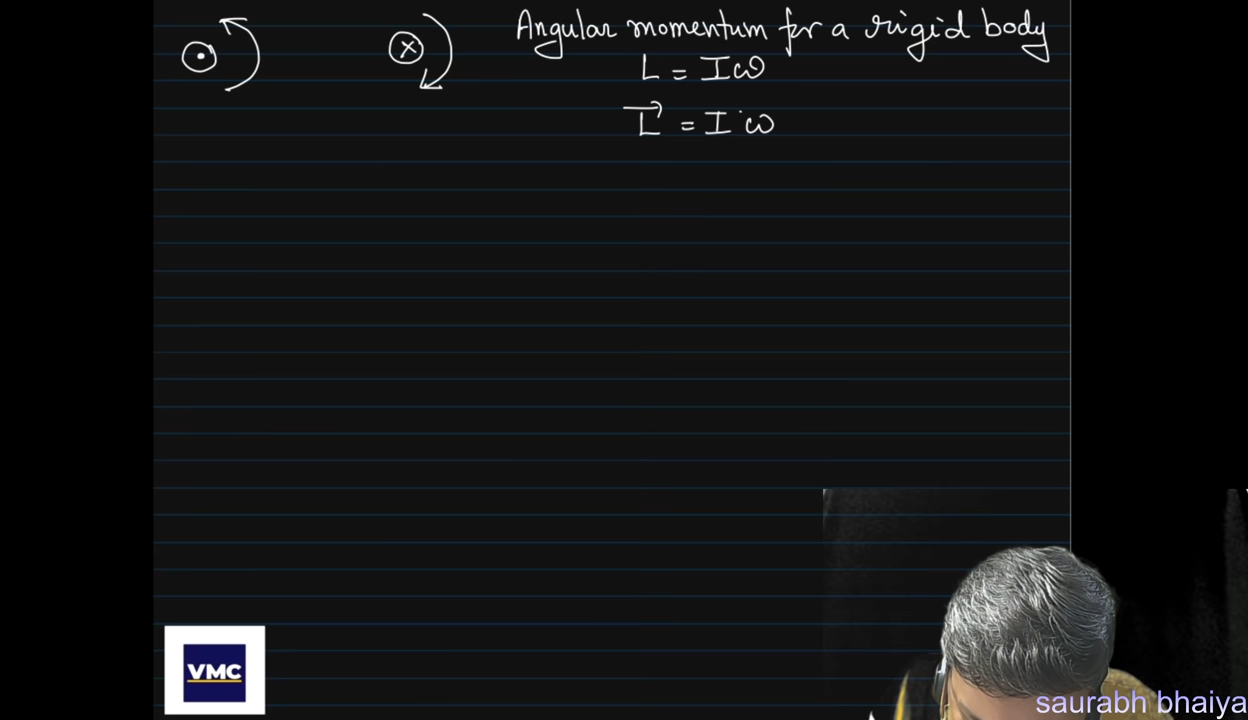 Angular momentum for a rigid body
L = Iω
L⃗ = I ω
VMC
saurabh bhaiya